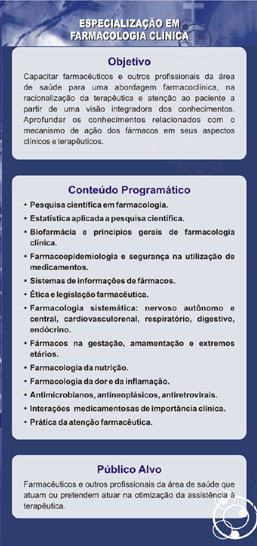 ESPECIALIZAÇÃO EM
FARMACOLOGIA CLÍNICA
Objetivo
Capacitar farmacêuticos e outros profissionais da área
de saúde para uma abordagem farmacoclínica, na
racionalização da terapêutica e atenção ao paciente a
partir de uma visão integradora dos conhecimentos.
Aprofundar os conhecimentos relacionados com o
mecanismo de ação dos fármacos em seus aspectos
clínicos e terapêuticos.
Conteúdo Programático
• Pesquisa científica em farmacologia.
• Estatística aplicada a pesquisa científica.
• Biofarmácia e princípios gerais de farmacologia
clínica.
• Farmacoepidemiologia e segurança na utilização de
medicamentos.
• Sistemas de informações de fármacos.
• Ética e legislação farmacêutica.
• Farmacologia sistemática: nervoso autônomo e
central, cardiovascularenal, respiratório, digestivo,
endócrino.
• Fármacos na gestação, amamentação e extremos
etários.
• Farmacologia da nutrição.
• Farmacologia da dor e da inflamação.
• Antimicrobianos, antineoplásicos, antiretrovirais.
• Interações medicamentosas de importância clínica.
• Prática da atenção farmacêutica.
Público Alvo
Farmacêuticos e outros profissionais da área de saúde que
atuam ou pretendem atuar na otimização da assistência à
terapêutica.